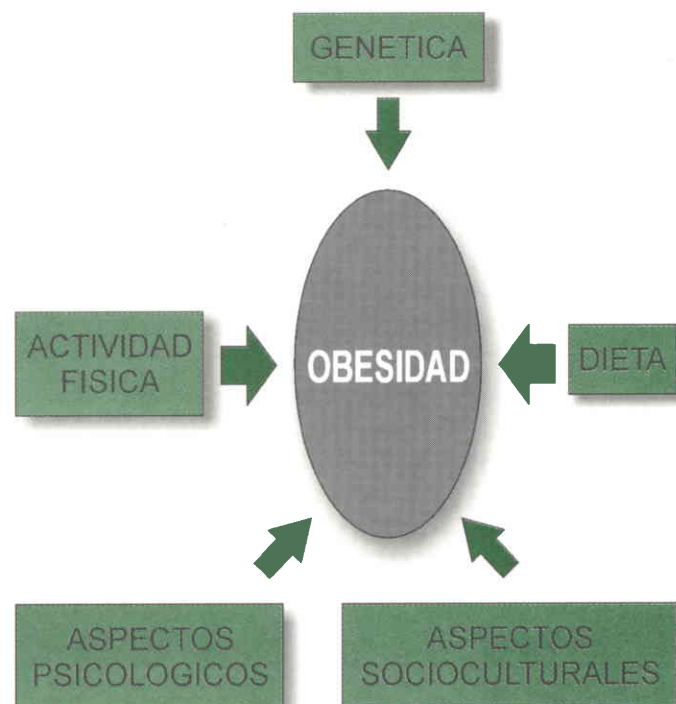 GENETICA
ACTIVIDAD
FISICA
OBESIDAD
DIETA
ASPECTOS
PSICOLOGICOS
ASPECTOS
SOCIOCULTURALES